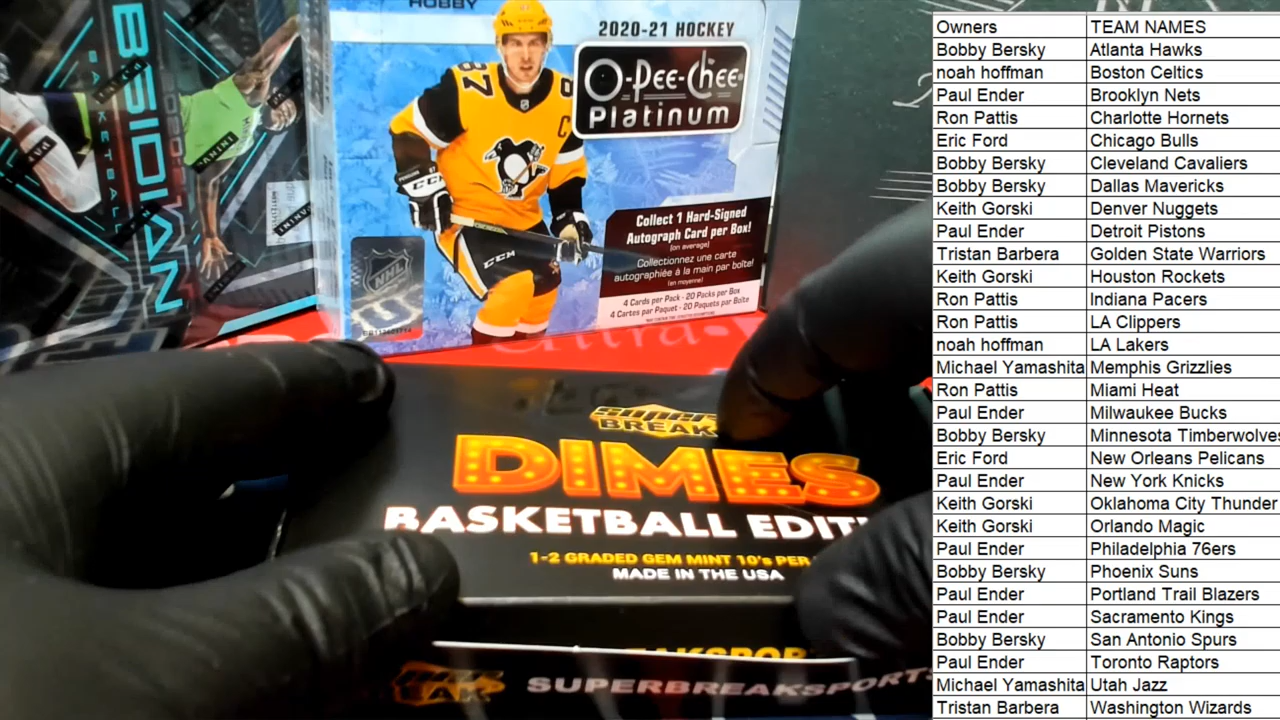 BSIDIAN
BASKETBALL
PANINI
HOBBY
87
C
CCM
CCM
NHL
2020-21 HOCKEY
O-Pee-Chee
Platinum
Collect 1 Hard-Signed
Autograph Card per Box!
(on average)
Collectionnez une carte
autographiée à la main par boîte!
(en moyenne)
4 Cards per Pack · 20 Packs per Box
4 Cartes par Paquet · 20 Paquets par Boîte
super
BREAK
DIMES
BASKETBALL EDITI
1-2 GRADED GEM MINT 10's PER
MADE IN THE USA
SUPERBREAKSPORT
Owners TEAM NAMES
Bobby Bersky Atlanta Hawks
noah hoffman Boston Celtics
Paul Ender Brooklyn Nets
Ron Pattis Charlotte Hornets
Eric Ford Chicago Bulls
Bobby Bersky Cleveland Cavaliers
Bobby Bersky Dallas Mavericks
Keith Gorski Denver Nuggets
Paul Ender Detroit Pistons
Tristan Barbera Golden State Warriors
Keith Gorski Houston Rockets
Ron Pattis Indiana Pacers
Ron Pattis LA Clippers
noah hoffman LA Lakers
Michael Yamashita Memphis Grizzlies
Ron Pattis Miami Heat
Paul Ender Milwaukee Bucks
Bobby Bersky Minnesota Timberwolves
Eric Ford New Orleans Pelicans
Paul Ender New York Knicks
Keith Gorski Oklahoma City Thunder
Keith Gorski Orlando Magic
Paul Ender Philadelphia 76ers
Bobby Bersky Phoenix Suns
Paul Ender Portland Trail Blazers
Paul Ender Sacramento Kings
Bobby Bersky San Antonio Spurs
Paul Ender Toronto Raptors
Michael Yamashita Utah Jazz
Tristan Barbera Washington Wizards